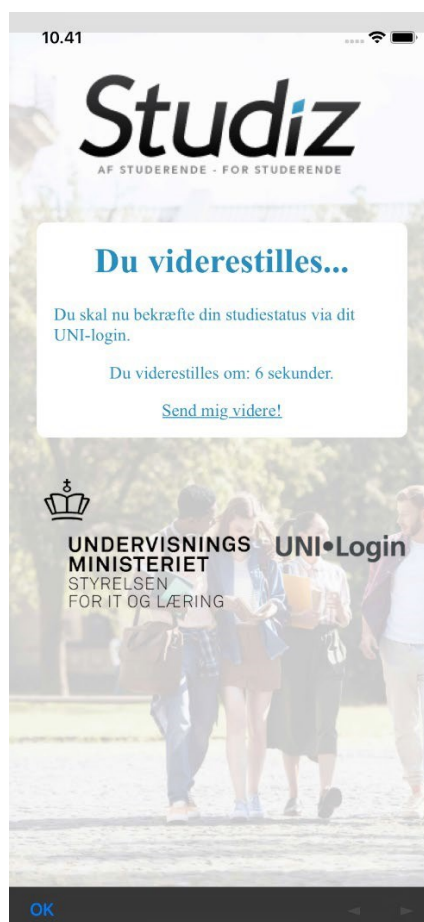 10.41
Studiz
AF STUDERENDE - FOR STUDERENDE
Du viderestilles...
Du skal nu bekræfte din studiestatus via dit
UNI-login.
Du viderestilles om: 6 sekunder.
Send mig videre!
UNDERVISNINGS
MINISTERIET
STYRELSEN
FOR IT OG LÆRING
UNI•Login
OK